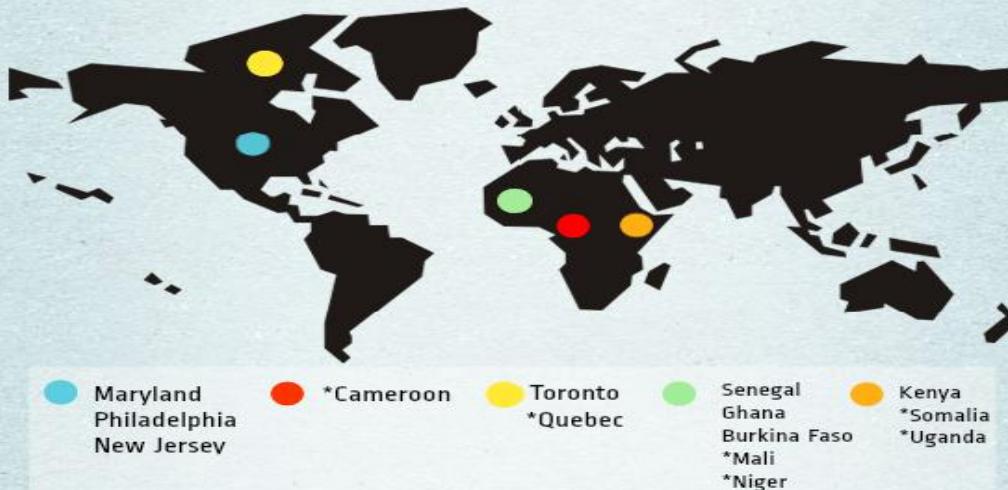 Maryland
Philadelphia
New Jersey
*Cameroon
Toronto
*Quebec
Senegal
Ghana
Burkina Faso
*Mali
*Niger
Kenya
*Somalia
*Uganda